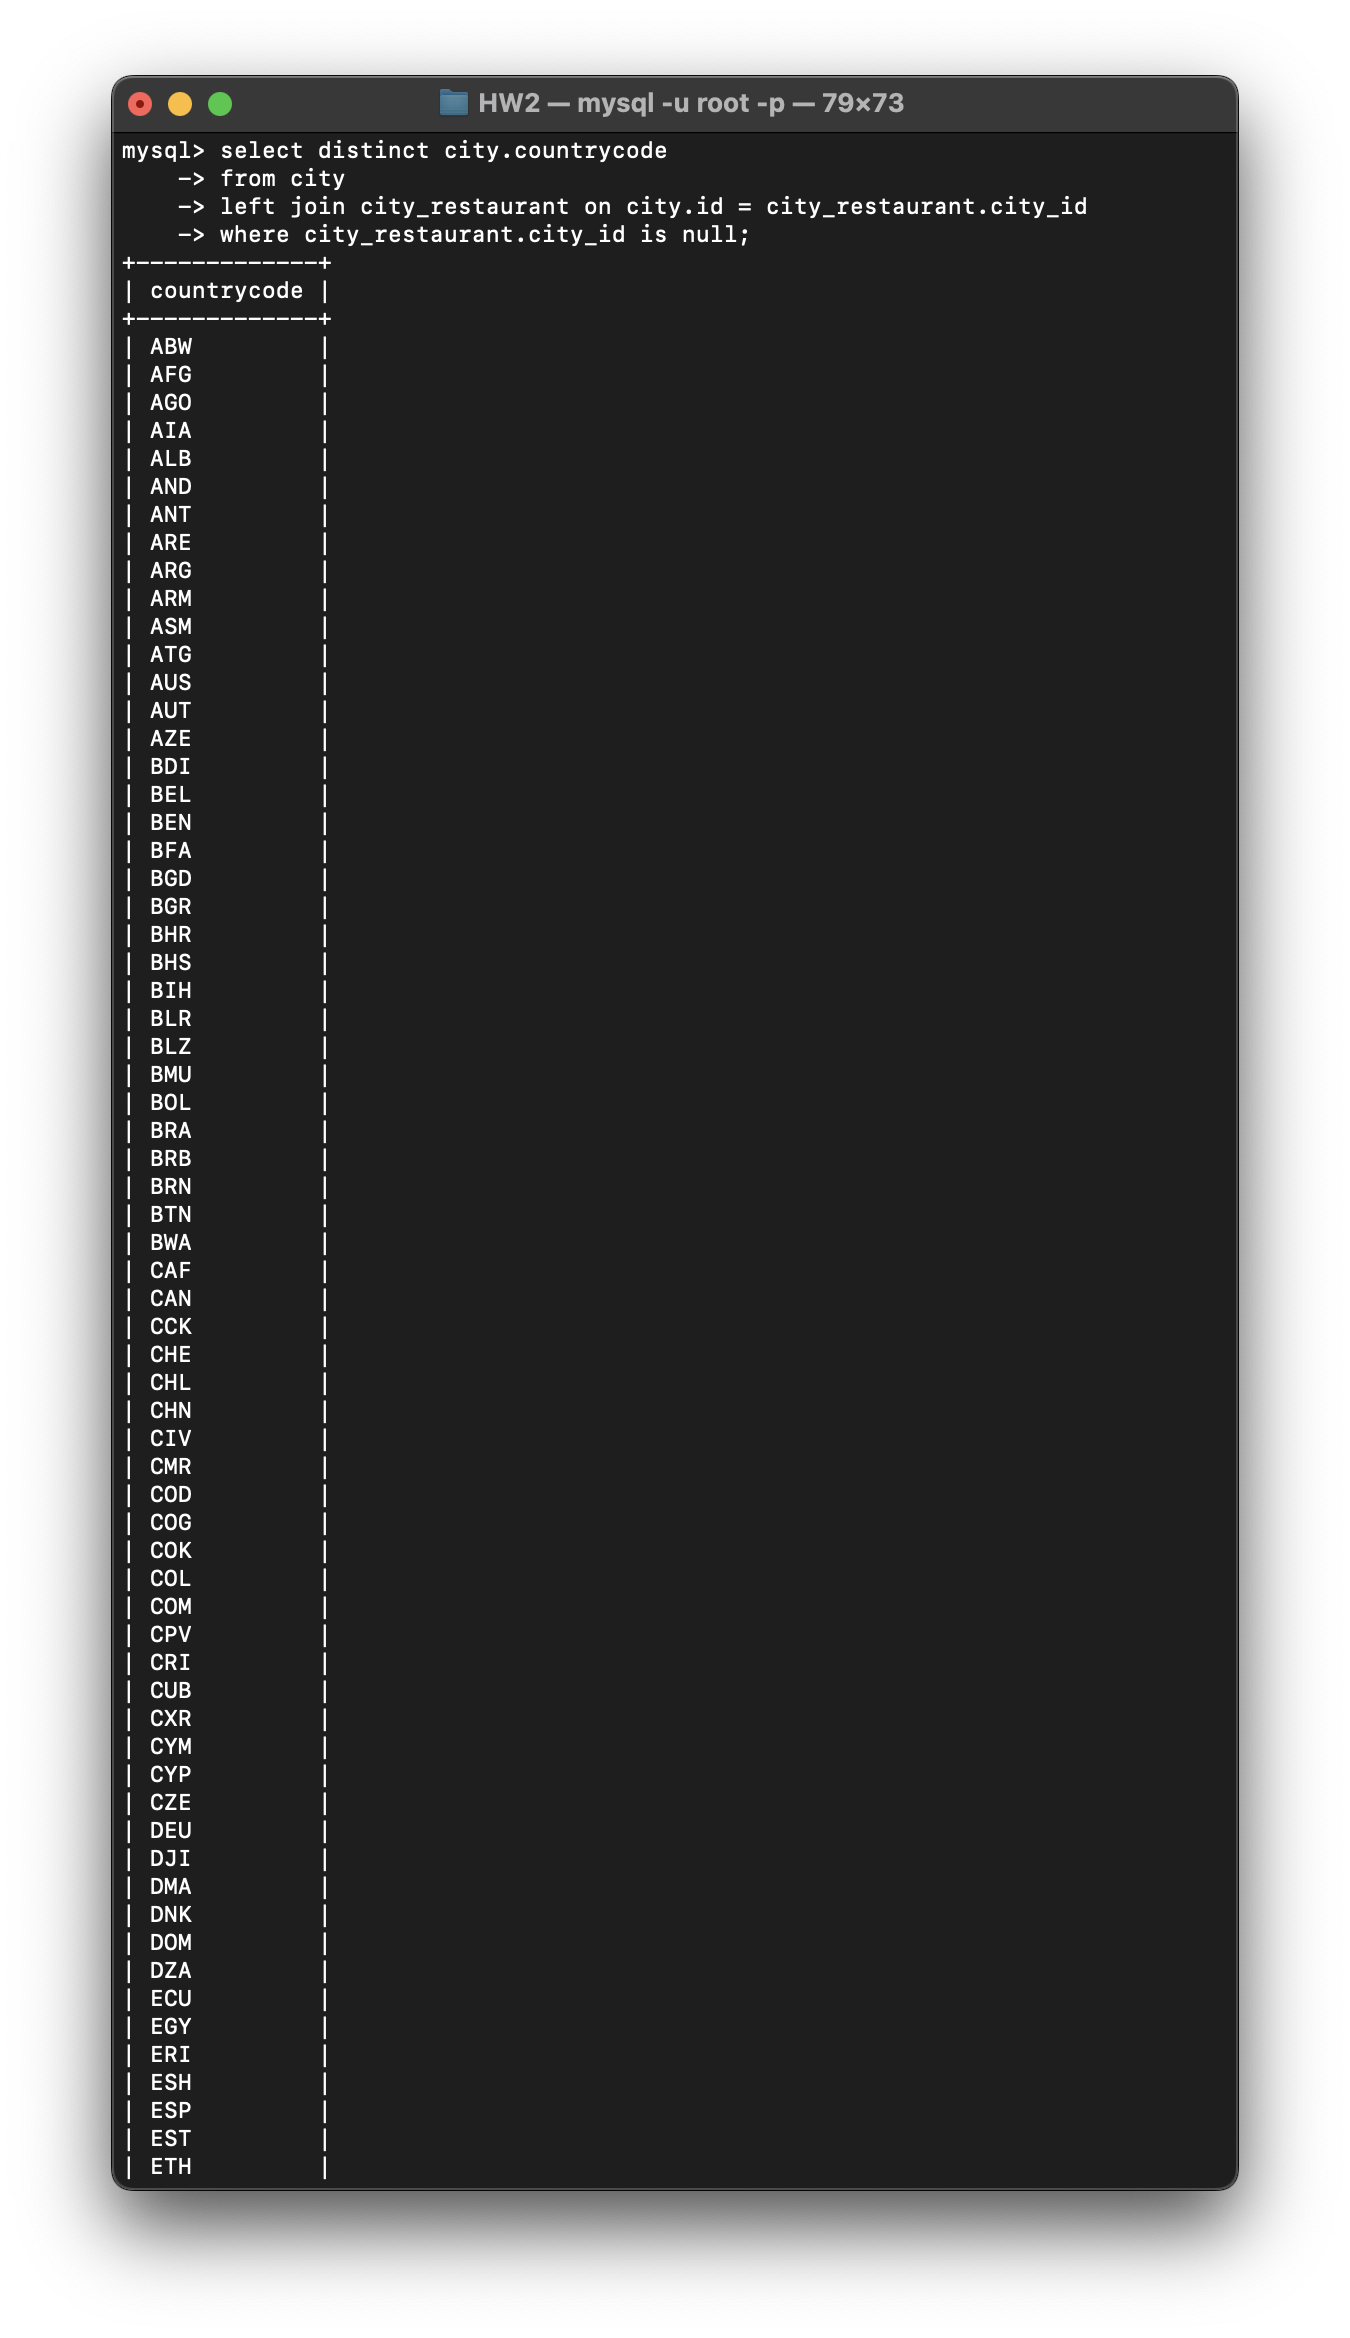 HW2 — mysql -u root -p — 79×73
mysql> select distinct city.countrycode
    -> from city
    -> left join city_restaurant on city.id = city_restaurant.city_id
    -> where city_restaurant.city_id is null;
+-------------+
| countrycode |
+-------------+
| ABW         |
| AFG         |
| AGO         |
| AIA         |
| ALB         |
| AND         |
| ANT         |
| ARE         |
| ARG         |
| ARM         |
| ASM         |
| ATG         |
| AUS         |
| AUT         |
| AZE         |
| BDI         |
| BEL         |
| BEN         |
| BFA         |
| BGD         |
| BGR         |
| BHR         |
| BHS         |
| BIH         |
| BLR         |
| BLZ         |
| BMU         |
| BOL         |
| BRA         |
| BRB         |
| BRN         |
| BTN         |
| BWA         |
| CAF         |
| CAN         |
| CCK         |
| CHE         |
| CHL         |
| CHN         |
| CIV         |
| CMR         |
| COD         |
| COG         |
| COK         |
| COL         |
| COM         |
| CPV         |
| CRI         |
| CUB         |
| CXR         |
| CYM         |
| CYP         |
| CZE         |
| DEU         |
| DJI         |
| DMA         |
| DNK         |
| DOM         |
| DZA         |
| ECU         |
| EGY         |
| ERI         |
| ESH         |
| ESP         |
| EST         |
| ETH         |